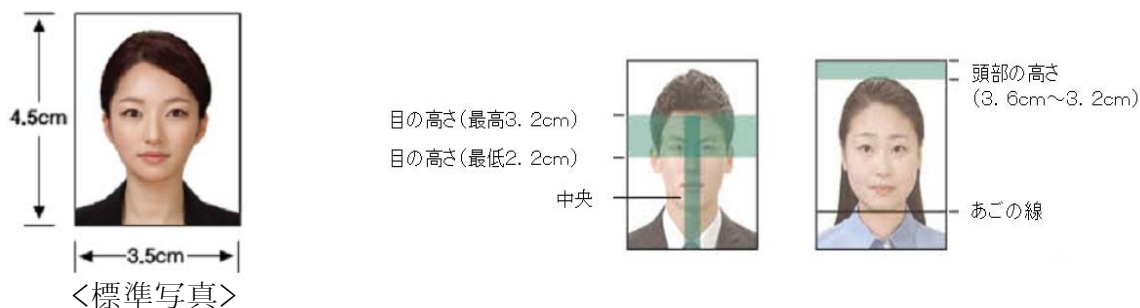 4.5cm
3.5cm
<標準写真>
目の高さ(最高3. 2cm)
目の高さ(最低2. 2cm)
中央
頭部の高さ
(3. 6cm～3. 2cm)
あごの線